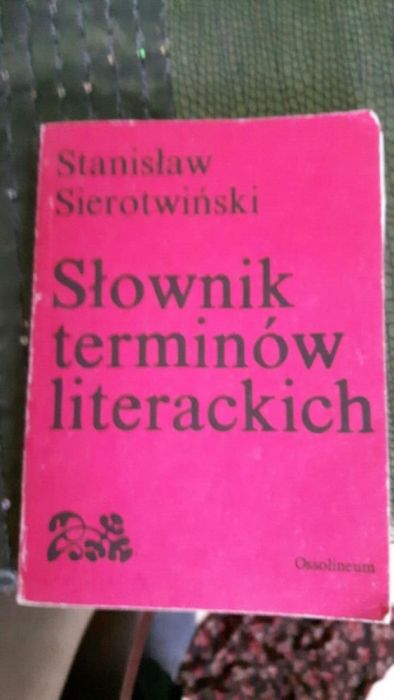 Stanisław
Sierotwiński
Słownik
terminów
literackich
Ossolineum